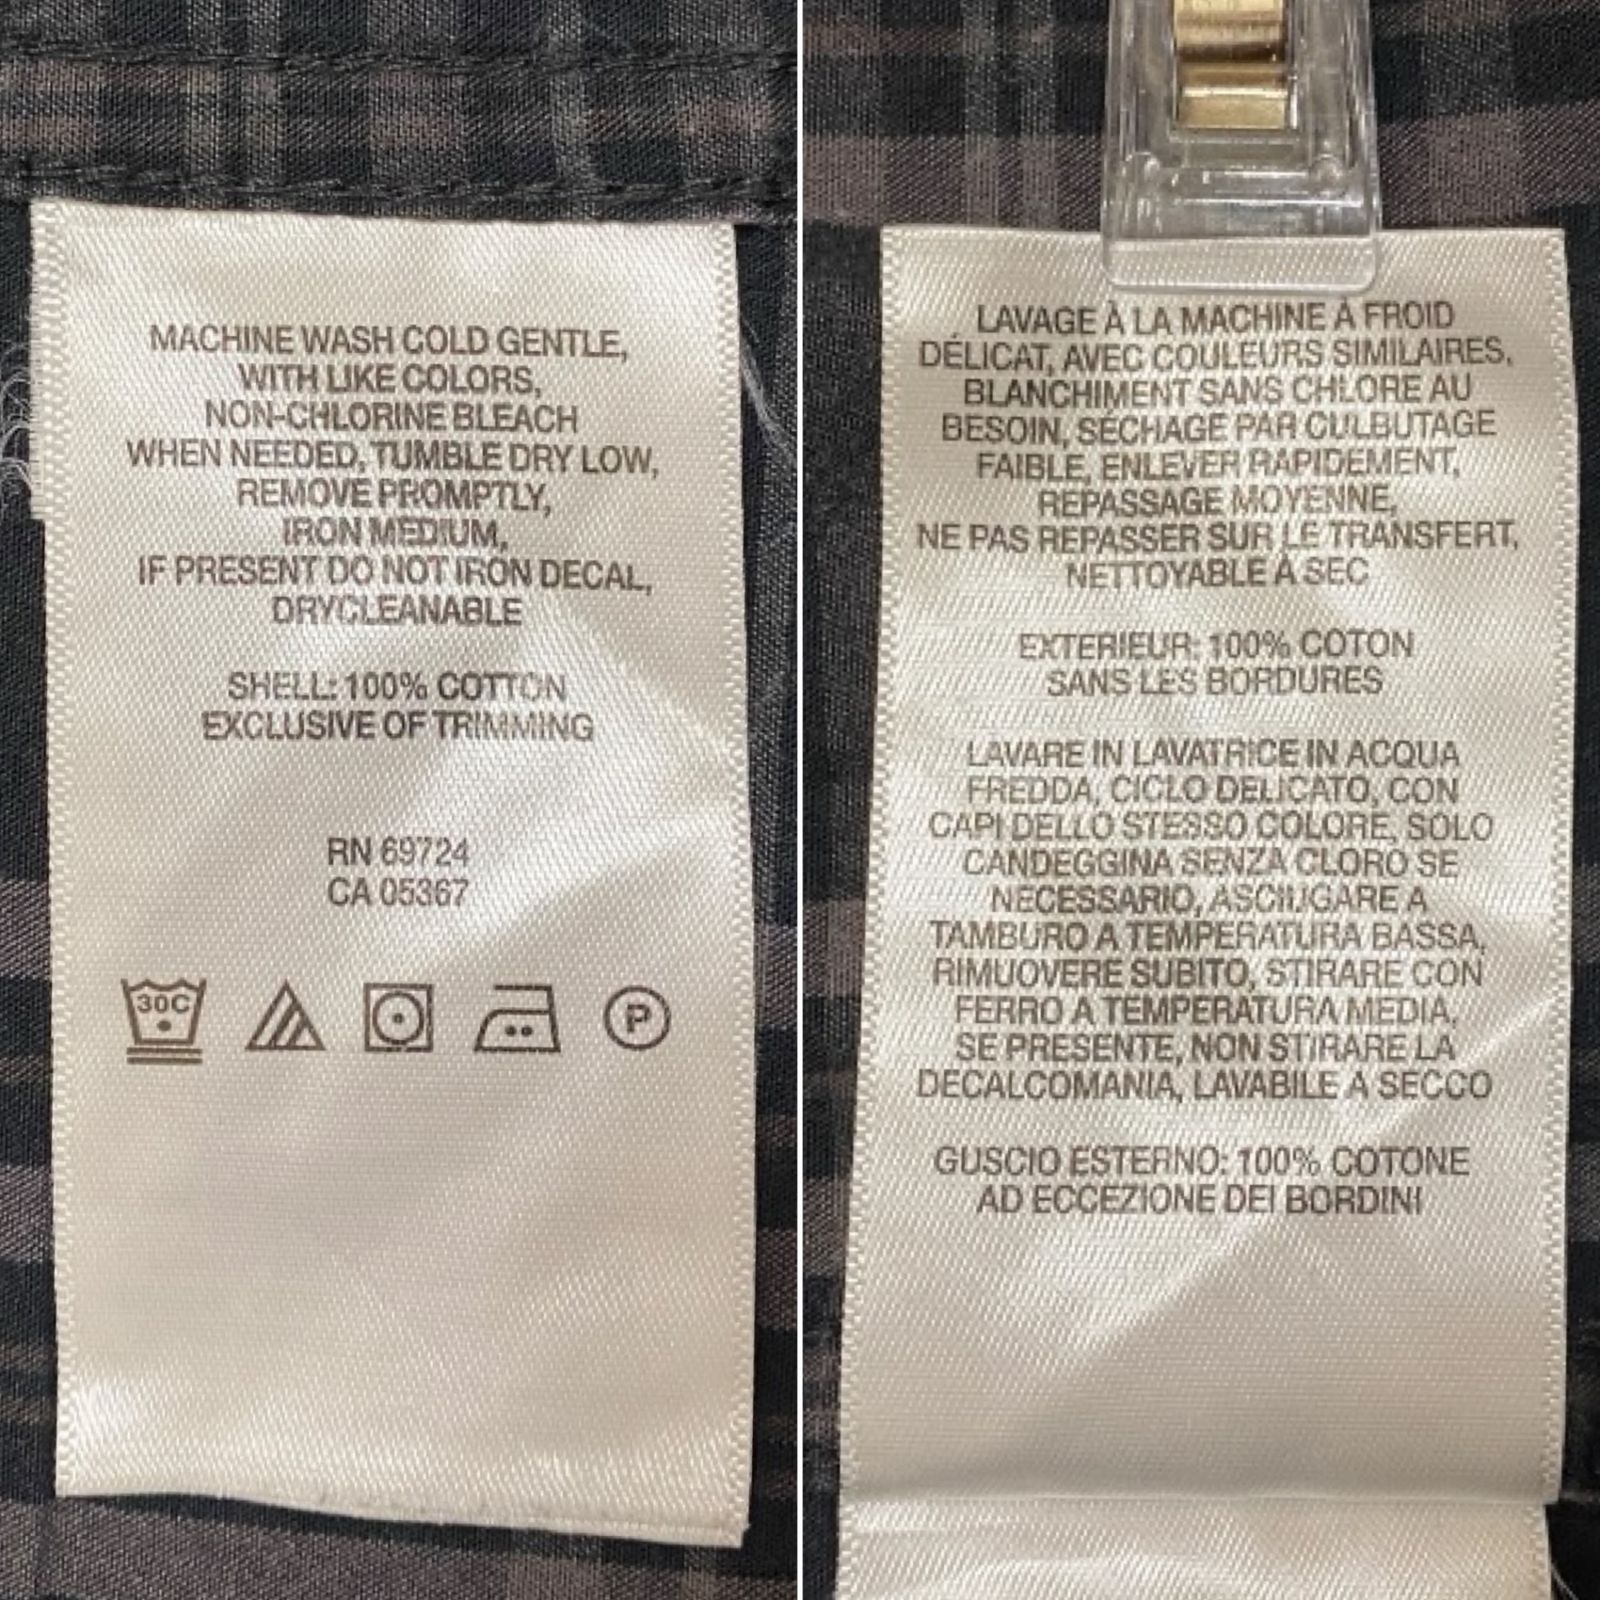 MACHINE WASH COLD GENTLE,
WITH LIKE COLORS,
NON-CHLORINE BLEACH
WHEN NEEDED, TUMBLE DRY LOW,
REMOVE PROMPTLY,
IRON MEDIUM,
IF PRESENT DO NOT IRON DECAL,
DRYCLEANABLE
SHELL: 100% COTTON
EXCLUSIVE OF TRIMMING
RN 69724
CA 05367
30C
P
LAVAGE À LA MACHINE À FROID
DÉLICAT, AVEC COULEURS SIMILAIRES,
BLANCHIMENT SANS CHLORE AU
BESOIN, SÉCHAGE PAR CULBUTAGE
FAIBLE, ENLEVER RAPIDEMENT,
REPASSAGE MOYENNE,
NE PAS REPASSER SUR LE TRANSFERT,
NETTOYABLE À SEC
EXTERIEUR: 100% COTON
SANS LES BORDURES
LAVARE IN LAVATRICE IN ACQUA
FREDDA, CICLO DELICATO, CON
CAPI DELLO STESSO COLORE, SOLO
CANDEGGINA SENZA CLORO SE
NECESSARIO, ASCIUGARE A
TAMBURO A TEMPERATURA BASSA,
RIMUOVERE SUBITO, STIRARE CON
FERRO A TEMPERATURA MEDIA,
SE PRESENTE, NON STIRARE LA
DECALCOMANIA, LAVABILE A SECCO
GUSCIO ESTERNO: 100% COTONE
AD ECCEZIONE DEI BORDINI